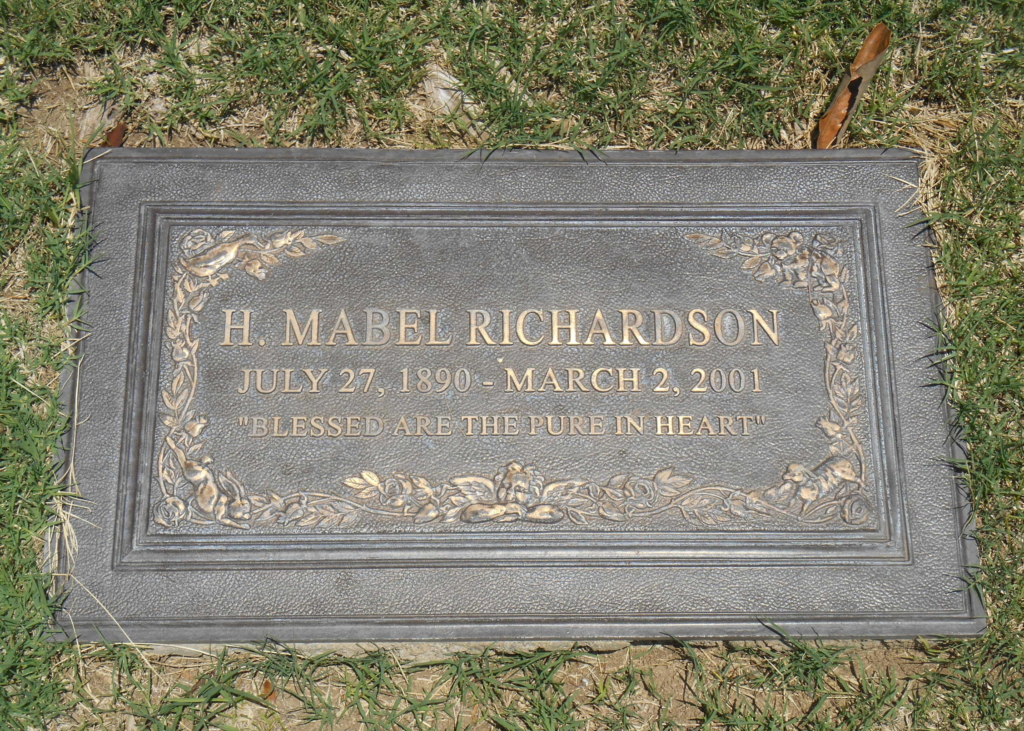 H. MABEL RICHARDSON
JULY 27, 1890 - MARCH 2, 2001
"BLESSED ARE THE PURE IN HEART"